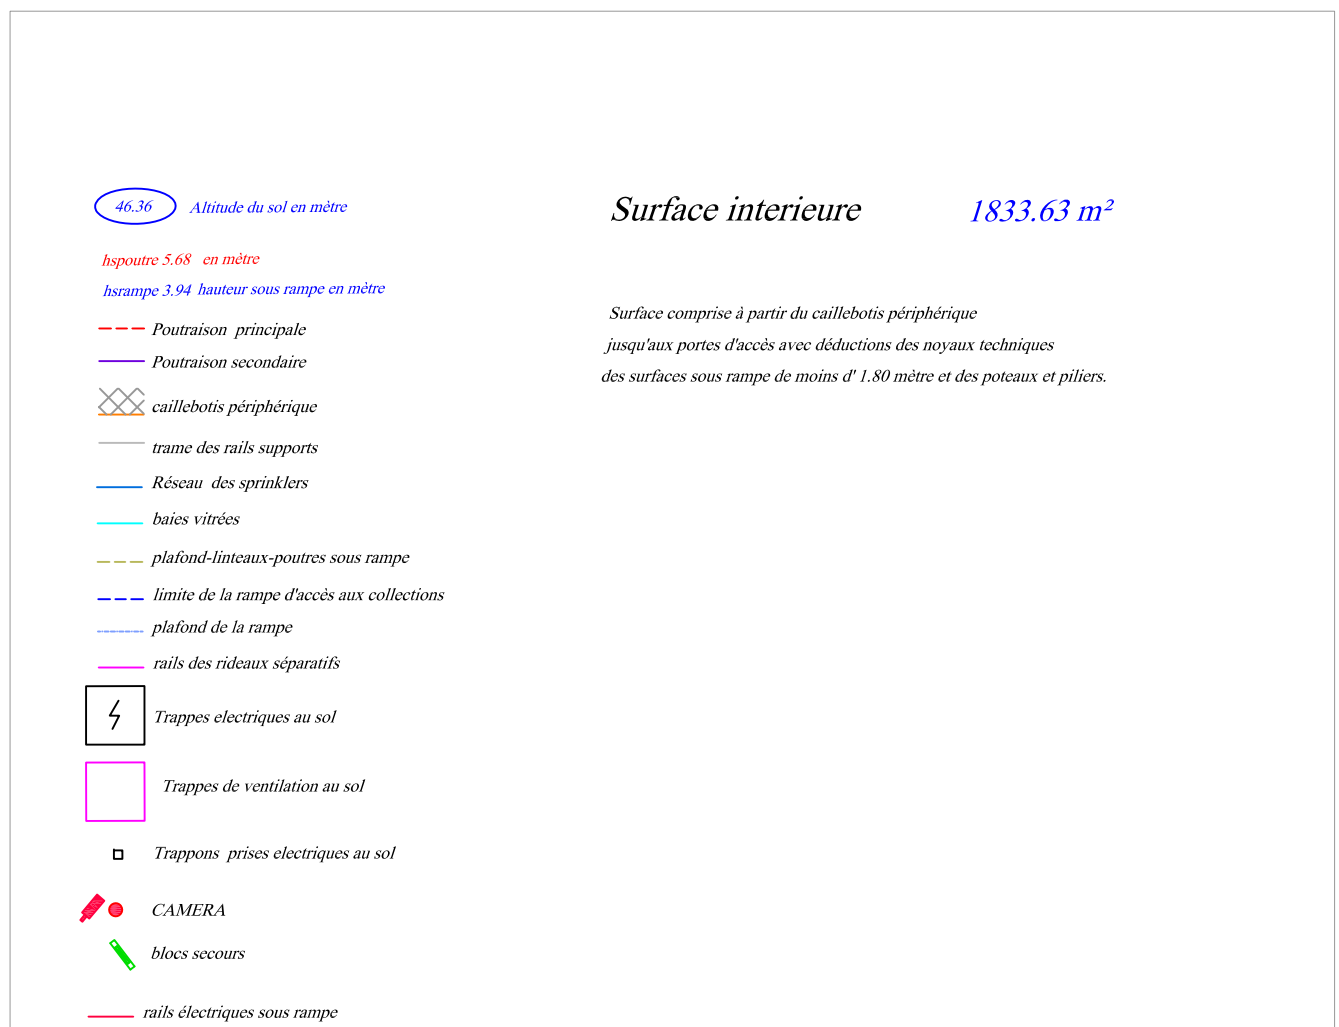 46.36 Altitude du sol en mètre
hspoutre 5.68 en mètre
hsrampe 3.94 hauteur sous rampe en mètre
Poutraison principale
Poutraison secondaire
caillebotis périphérique
trame des rails supports
Réseau des sprinklers
baies vitrées
plafond-linteaux-poutres sous rampe
limite de la rampe d'accès aux collections
plafond de la rampe
rails des rideaux séparatifs
Trappes electriques au sol
Trappes de ventilation au sol
Trappons prises electriques au sol
CAMERA
blocs secours
rails électriques sous rampe
Surface interieure 1833.63 m²
Surface comprise à partir du caillebotis périphérique
jusqu'aux portes d'accès avec déductions des noyaux techniques
des surfaces sous rampe de moins d' 1.80 mètre et des poteaux et piliers.